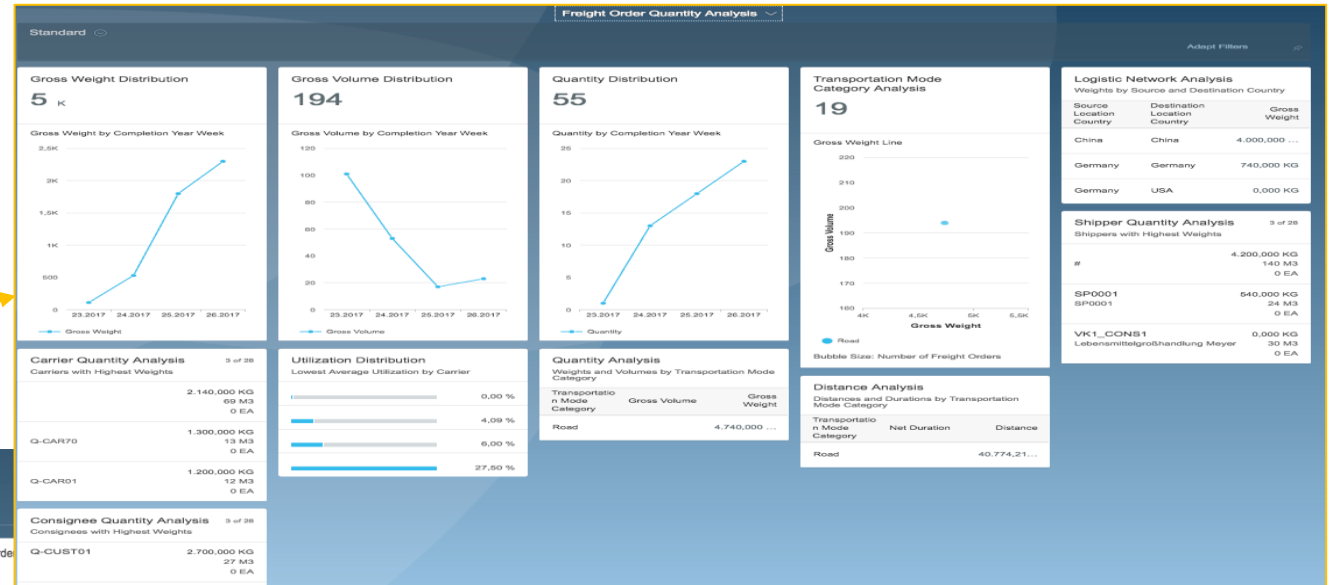 Freight Order Quantity Analysis
Standard
Adapt Filters
Gross Weight Distribution
5 K
Gross Weight by Completion Year Week
2,5K
2K
1,5K
1K
500
0
23.2017 24.2017 25.2017 26.2017
Gross Weight
Gross Volume Distribution
194
Gross Volume by Completion Year Week
120
100
80
60
40
20
0
23.2017 24.2017 25.2017 26.2017
Gross Volume
Quantity Distribution
55
Quantity by Completion Year Week
25
20
15
10
5
0
23.2017 24.2017 25.2017 26.2017
Quantity
Transportation Mode
Category Analysis
19
Gross Weight Line
220
210
200
190
180
170
160
Gross Volume
4K 4,5K 5K 5,5K
Gross Weight
Road
Bubble Size: Number of Freight Orders
Logistic Network Analysis
Weights by Source and Destination Country
Source Location Country Destination Location Country Gross Weight
China China 4.000,000 ...
Germany Germany 740,000 KG
Germany USA 0,000 KG
Shipper Quantity Analysis 3 of 28
Shippers with Highest Weights
4.200,000 KG
# 140 M3
0 EA
SP0001 540,000 KG
SP0001 24 M3
0 EA
VK1_CONS1 0,000 KG
Lebensmittelgroßhandlung Meyer 30 M3
0 EA
Carrier Quantity Analysis 3 of 28
Carriers with Highest Weights
2.140,000 KG
69 M3
0 EA
1.300,000 KG
Q-CAR70 13 M3
0 EA
1.200,000 KG
Q-CAR01 12 M3
0 EA
Utilization Distribution
Lowest Average Utilization by Carrier
0,00 %
4,09 %
6,00 %
27,50 %
Quantity Analysis
Weights and Volumes by Transportation Mode
Category
Transportatio
n Mode Gross Volume Gross
Category Weight
Road 4.740,000 ...
Distance Analysis
Distances and Durations by Transportation
Mode Category
Transportatio
n Mode Net Duration Distance
Category
Road 40.774,21...
Consignee Quantity Analysis 3 of 28
Consignees with Highest Weights
Q-CUST01 2.700,000 KG
27 M3
0 EA